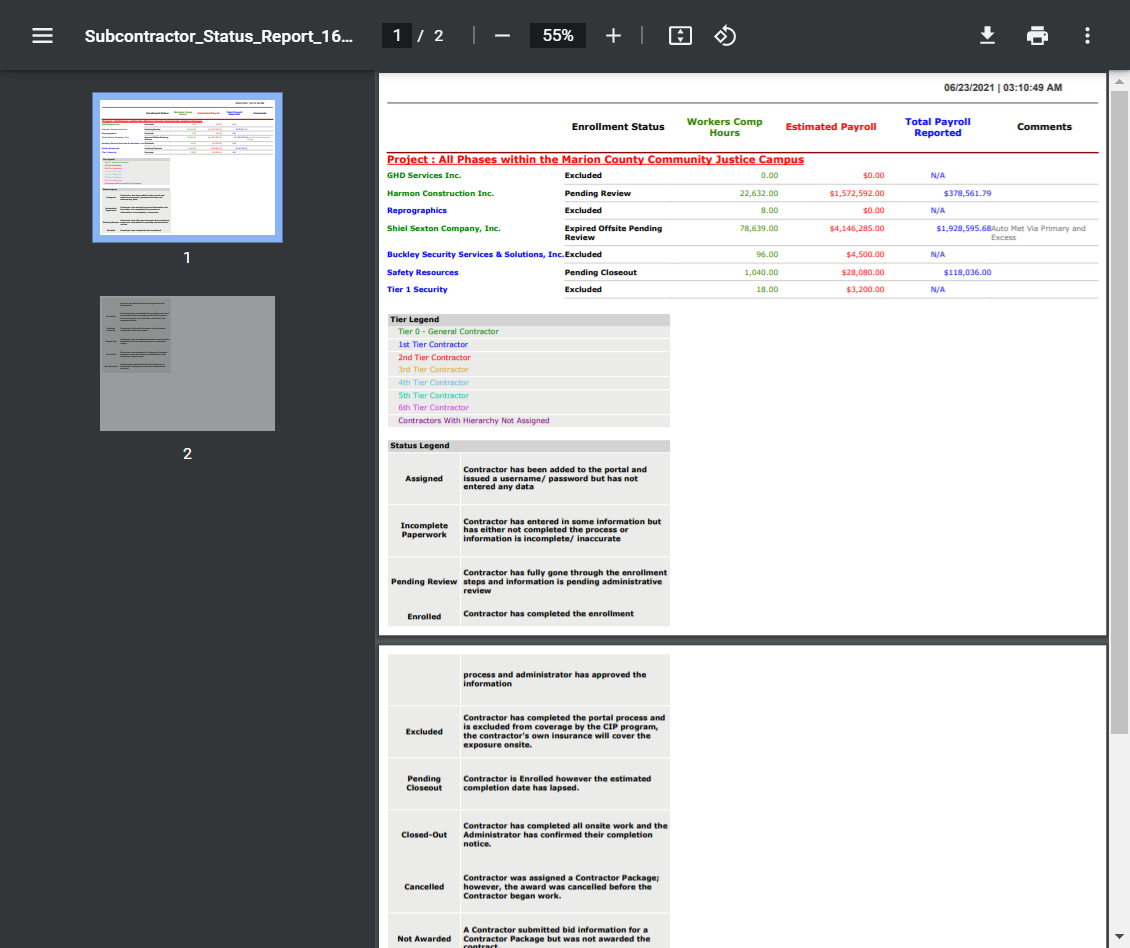 Subcontractor_Status_Report_16... 1 / 2 55%
06/23/2021 | 03:10:49 AM
Enrollment Status Workers Comp Hours Estimated Payroll Total Payroll Reported Comments
Project : All Phases within the Marion County Community Justice Campus
GHD Services Inc. Excluded 0.00 $0.00 N/A
Harmon Construction Inc. Pending Review 22,632.00 $1,572,592.00 $378,561.79
Reprographics Excluded 8.00 $0.00 N/A
Shiel Sexton Company, Inc. Expired Offsite Pending Review 78,639.00 $4,146,285.00 $1,928,595.68 Auto Met Via Primary and Excess
Buckley Security Services & Solutions, Inc. Excluded 96.00 $4,500.00 N/A
Safety Resources Pending Closeout 1,040.00 $28,080.00 $118,036.00
Tier 1 Security Excluded 18.00 $3,200.00 N/A
Tier Legend
Tier 0 - General Contractor
1st Tier Contractor
2nd Tier Contractor
3rd Tier Contractor
4th Tier Contractor
5th Tier Contractor
6th Tier Contractor
Contractors With Hierarchy Not Assigned
Status Legend
Assigned
Contractor has been added to the portal and
issued a username/ password but has not
entered any data
Incomplete
Paperwork
Contractor has entered in some information but
has either not completed the process or
information is incomplete/ inaccurate
Pending Review
Contractor has fully gone through the enrollment
steps and information is pending administrative
review
Enrolled
Contractor has completed the enrollment
process and administrator has approved the
information
Excluded
Contractor has completed the portal process and
is excluded from coverage by the CIP program,
the contractor's own insurance will cover the
exposure onsite.
Pending
Closeout
Contractor is Enrolled however the estimated
completion date has lapsed.
Closed-Out
Contractor has completed all onsite work and the
Administrator has confirmed their completion
notice.
Cancelled
Contractor was assigned a Contractor Package;
however, the award was cancelled before the
Contractor began work.
Not Awarded
A Contractor submitted bid information for a
Contractor Package but was not awarded the
contract.
1
2